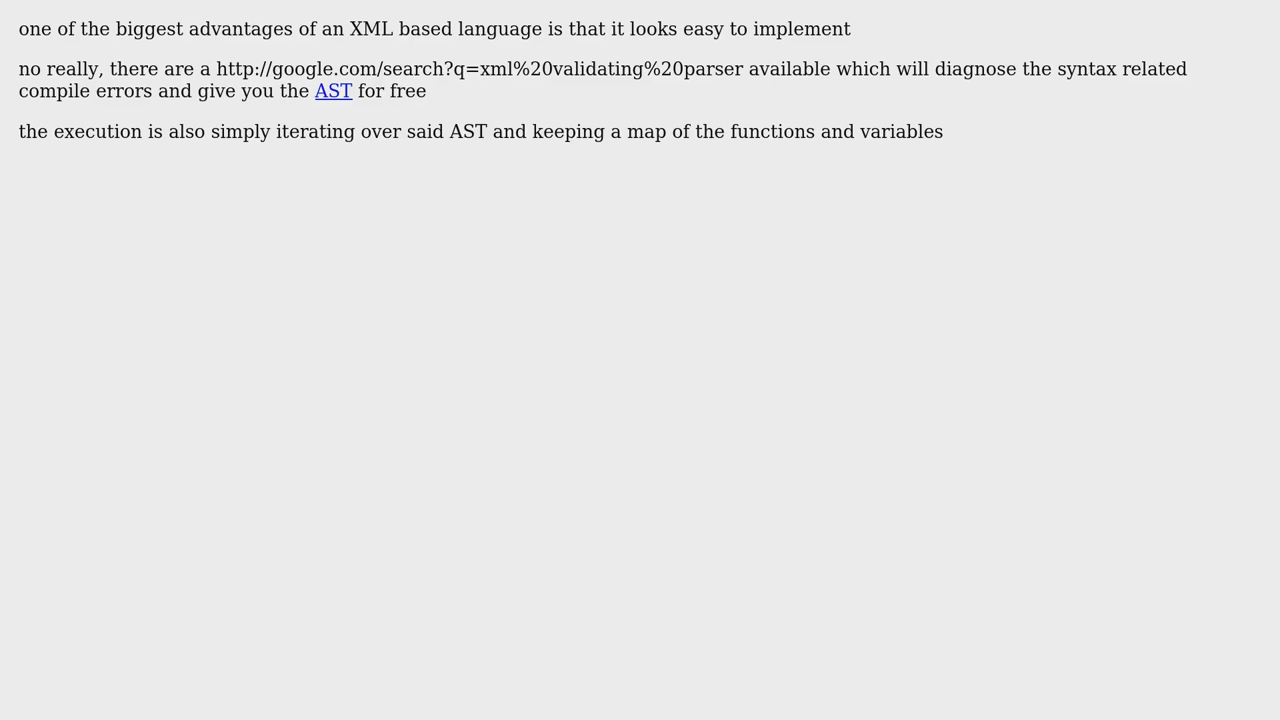 one of the biggest advantages of an XML based language is that it looks easy to implement
no really, there are a http://google.com/search?q=xml%20validating%20parser available which will diagnose the syntax related
compile errors and give you the AST for free
the execution is also simply iterating over said AST and keeping a map of the functions and variables